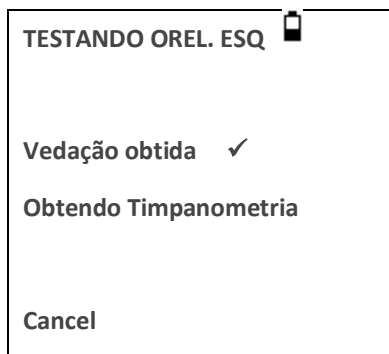 TESTANDO OREL. ESQ
Vedação obtida ✓
Obtendo Timpanometria
Cancel